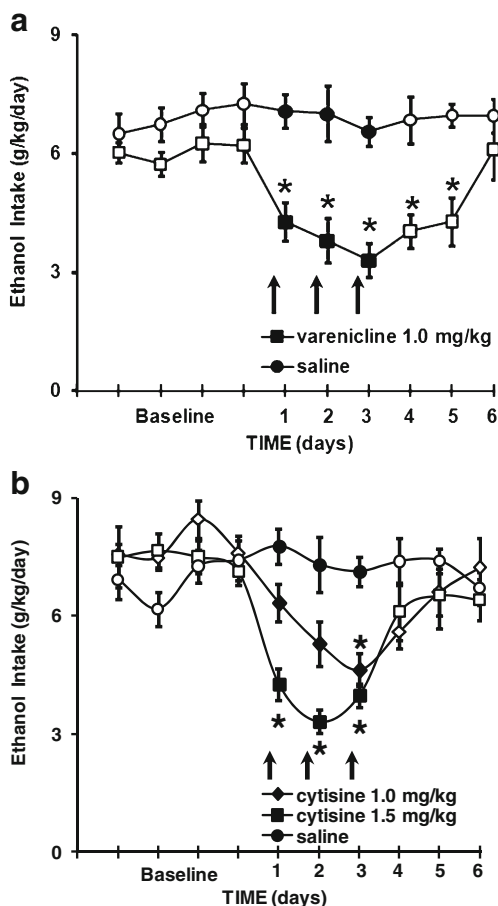 a
9
6
3
0
Ethanol Intake (g/kg/day)
* * * * *
varenicline 1.0 mg/kg
saline
Baseline 1 2 3 4 5 6
TIME (days)
b
9
6
3
0
Ethanol Intake (g/kg/day)
*
* * *
cytisine 1.0 mg/kg
cytisine 1.5 mg/kg
saline
Baseline 1 2 3 4 5 6
TIME (days)